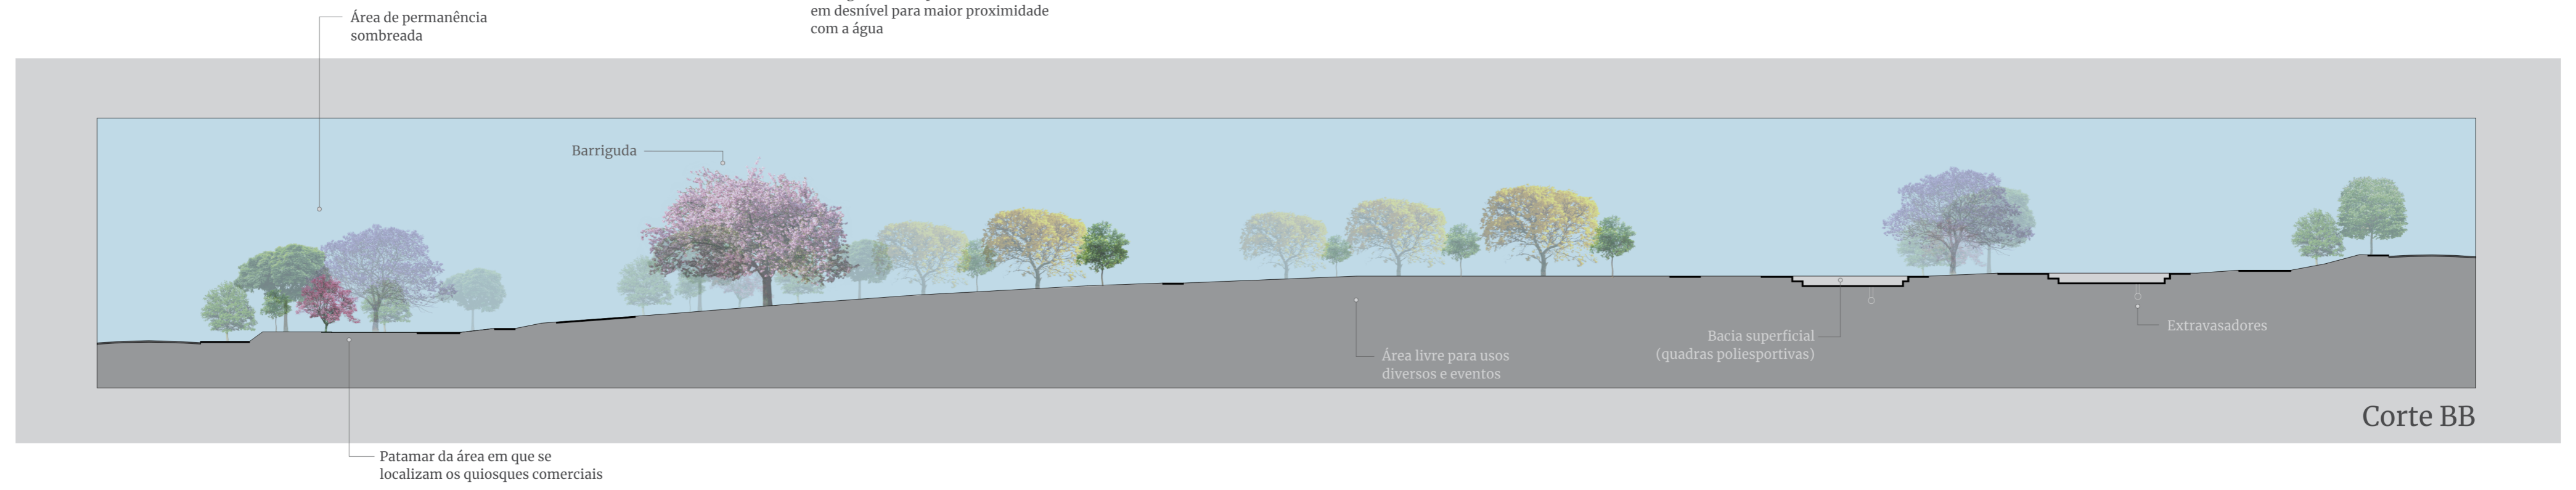 Área de permanência
sombreada
em desnível para maior proximidade
com a água
Barriguda
Área livre para usos
diversos e eventos
Bacia superficial
(quadras poliesportivas)
Extravasadores
Corte BB
Patamar da área em que se
localizam os quiosques comerciais